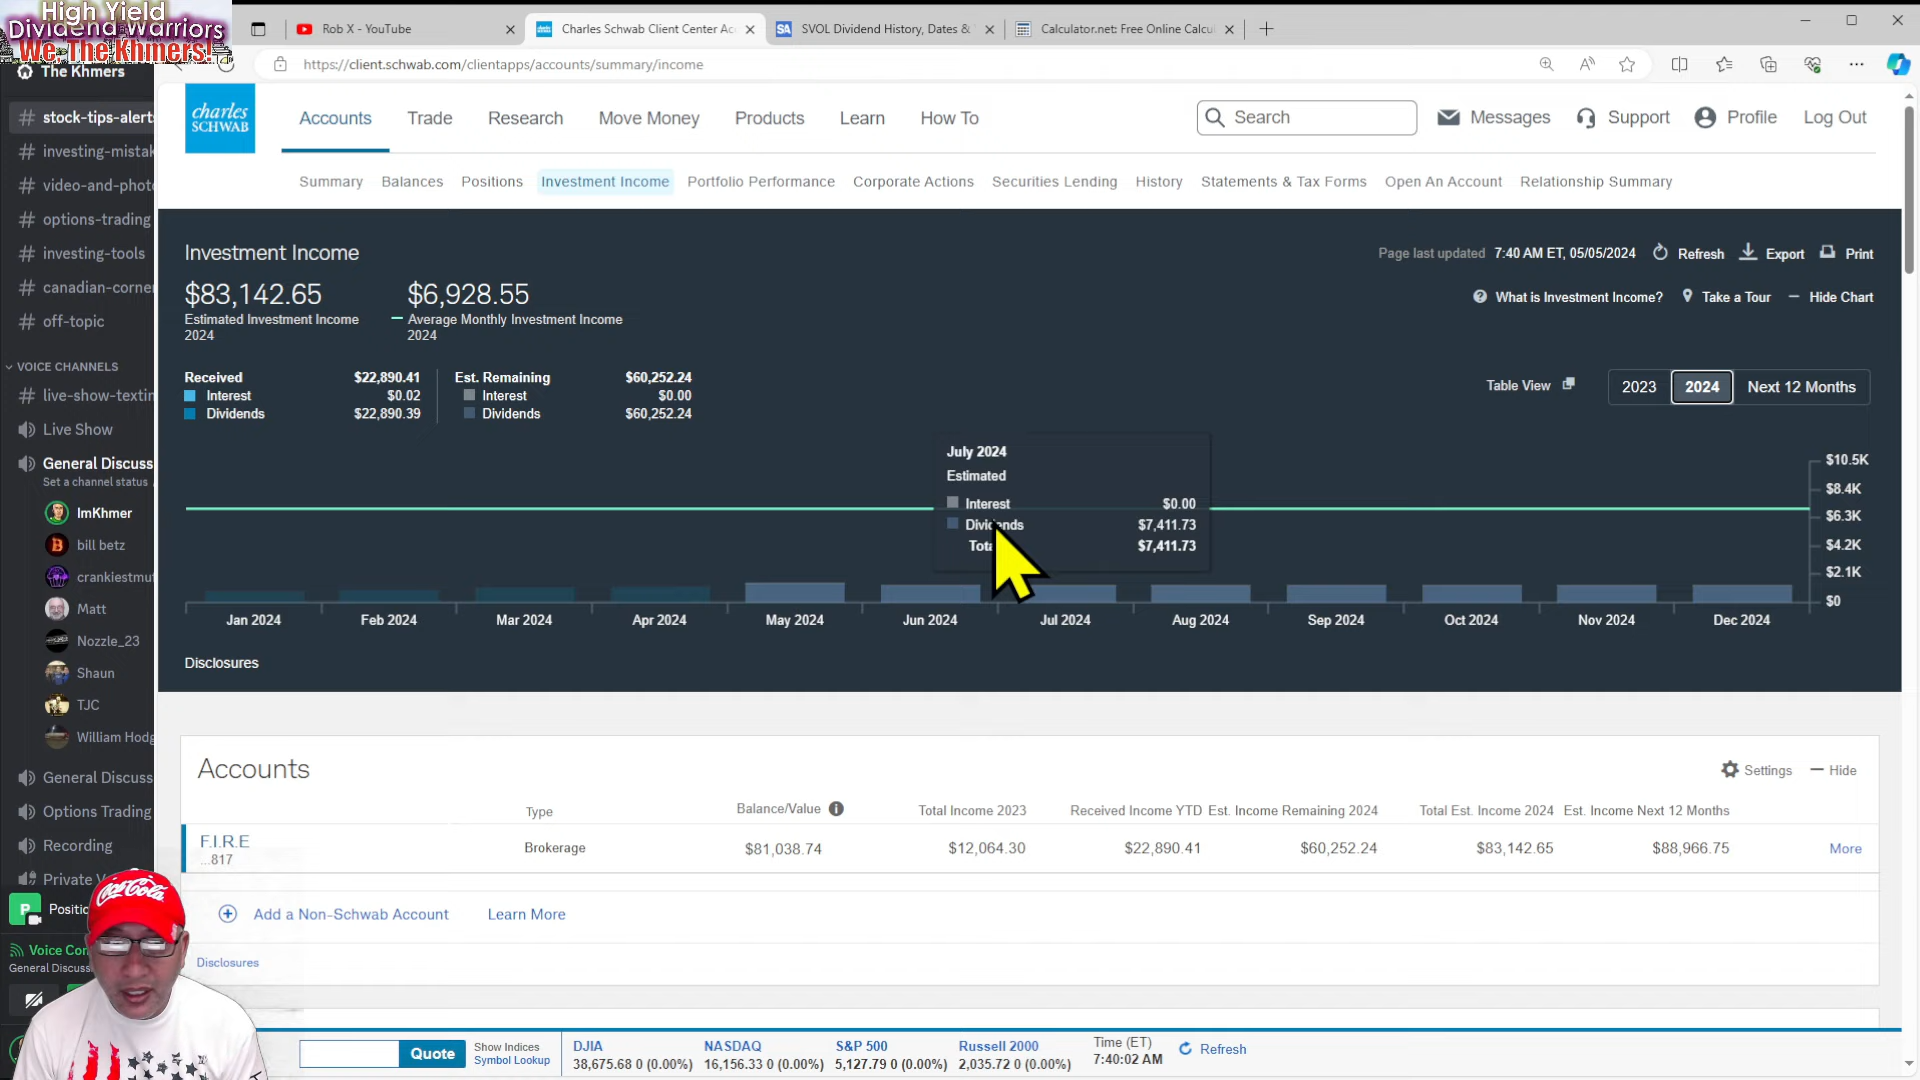 High Yield
Dividend Warriors
We The Khmers!
Rob X - YouTube
Charles Schwab Client Center Acc
SVOL Dividend History, Dates &
Calculator.net: Free Online Calcul
https://client.schwab.com/clientapps/accounts/summary/income
The Khmers
# stock-tips-alert
# investing-mistak
# video-and-phot
# options-trading
# investing-tools
# canadian-corner
# off-topic
VOICE CHANNELS
# live-show-textin
Live Show
General Discuss
Set a channel status
ImKhmer
bill betz
crankiestmut
Matt
Nozzle_23
Shaun
TJC
William Hodg
General Discuss
Options Trading
Recording
Private
Positio
Voice Con
General Discuss
Coca-Cola
charles
SCHWAB
Accounts
Trade
Research
Move Money
Products
Learn
How To
Search
Messages
Support
Profile
Log Out
Summary
Balances
Positions
Investment Income
Portfolio Performance
Corporate Actions
Securities Lending
History
Statements & Tax Forms
Open An Account
Relationship Summary
Investment Income
Page last updated 7:40 AM ET, 05/05/2024
Refresh
Export
Print
$83,142.65
Estimated Investment Income
2024
$6,928.55
Average Monthly Investment Income
2024
What is Investment Income?
Take a Tour
Hide Chart
Received $22,890.41
Interest $0.02
Dividends $22,890.39
Est. Remaining $60,252.24
Interest $0.00
Dividends $60,252.24
Table View
2023
2024
Next 12 Months
July 2024
Estimated
Interest $0.00
Dividends $7,411.73
Tota $7,411.73
$10.5K
$8.4K
$6.3K
$4.2K
$2.1K
$0
Jan 2024
Feb 2024
Mar 2024
Apr 2024
May 2024
Jun 2024
Jul 2024
Aug 2024
Sep 2024
Oct 2024
Nov 2024
Dec 2024
Disclosures
Accounts
Settings
Hide
Type
Balance/Value
Total Income 2023
Received Income YTD
Est. Income Remaining 2024
Total Est. Income 2024
Est. Income Next 12 Months
F.I.R.E
...817
Brokerage
$81,038.74
$12,064.30
$22,890.41
$60,252.24
$83,142.65
$88,966.75
More
Add a Non-Schwab Account
Learn More
Disclosures
Quote
Show Indices
Symbol Lookup
DJIA
38,675.68 0 (0.00%)
NASDAQ
16,156.33 0 (0.00%)
S&P 500
5,127.79 0 (0.00%)
Russell 2000
2,035.72 0 (0.00%)
Time (ET)
7:40:02 AM
Refresh